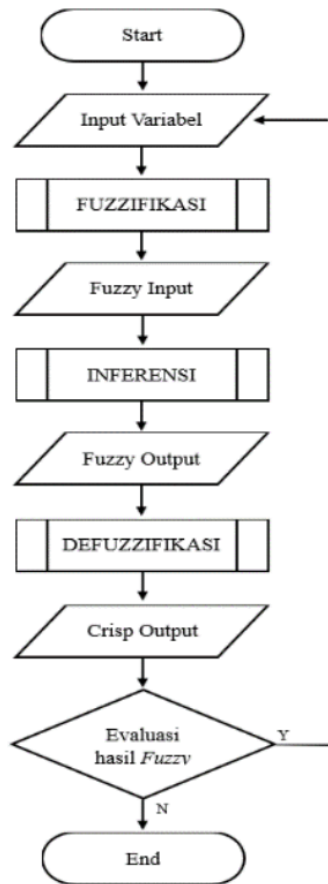 Start
Input Variabel
FUZZIFIKASI
Fuzzy Input
INFERENSI
Fuzzy Output
DEFUZZIFIKASI
Crisp Output
Evaluasi
hasil Fuzzy
Y
N
End